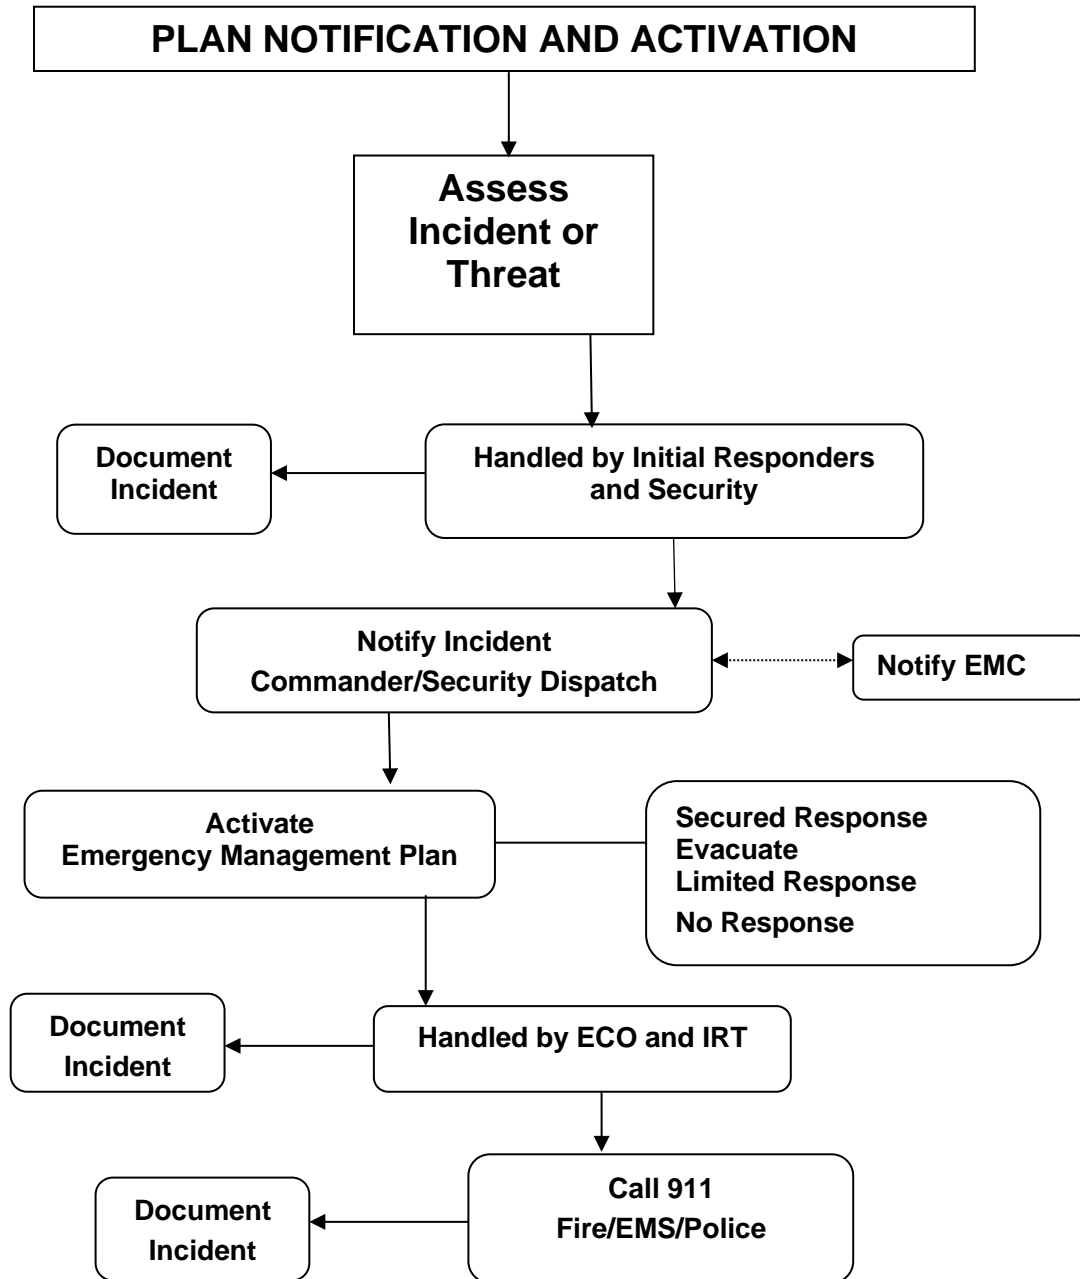 PLAN NOTIFICATION AND ACTIVATION
Assess
Incident or
Threat
Document
Incident
Handled by Initial Responders
and Security
Notify Incident
Commander/Security Dispatch
Notify EMC
Activate
Emergency Management Plan
Secured Response
Evacuate
Limited Response
No Response
Document
Incident
Handled by ECO and IRT
Document
Incident
Call 911
Fire/EMS/Police